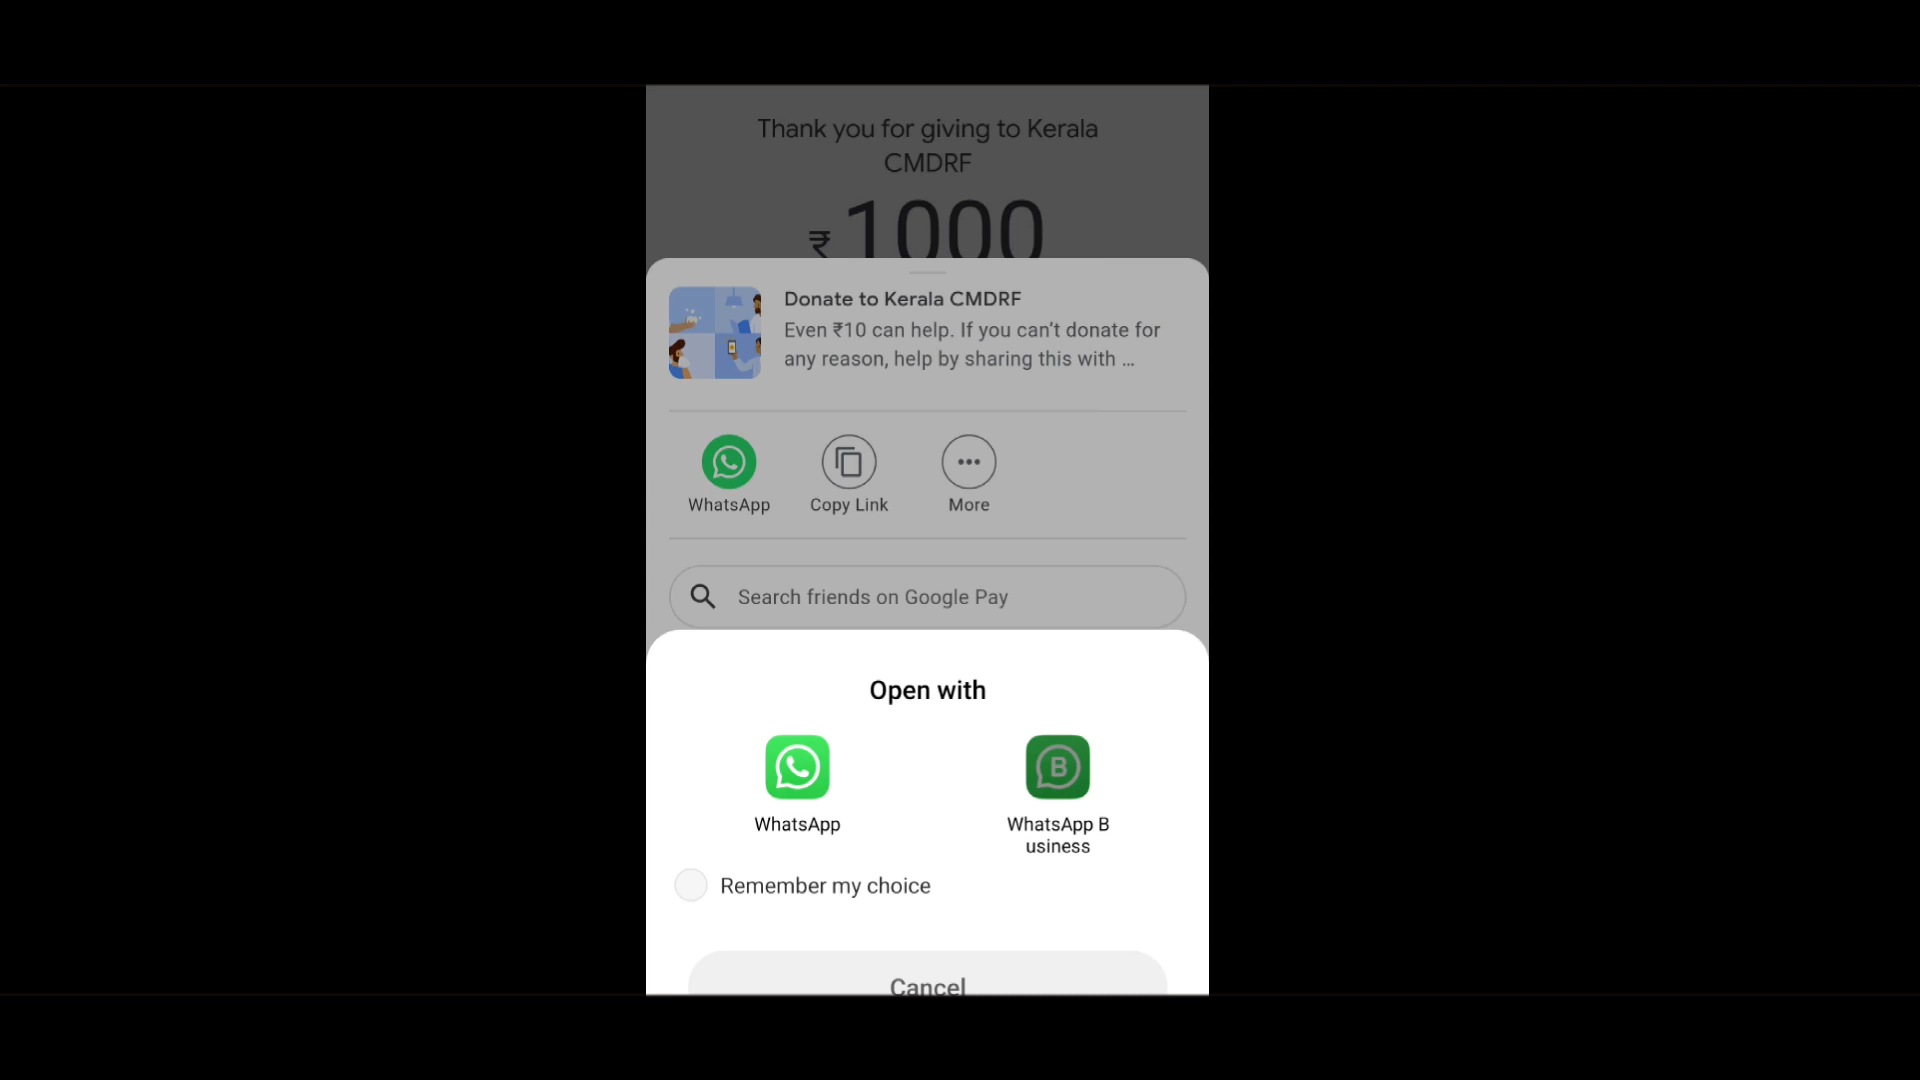 Thank you for giving to Kerala
CMDRF
₹1000
Donate to Kerala CMDRF
Even ₹10 can help. If you can't donate for
any reason, help by sharing this with ...
WhatsApp
Copy Link
More
Search friends on Google Pay
Open with
WhatsApp
WhatsApp B
usiness
Remember my choice
Cancel